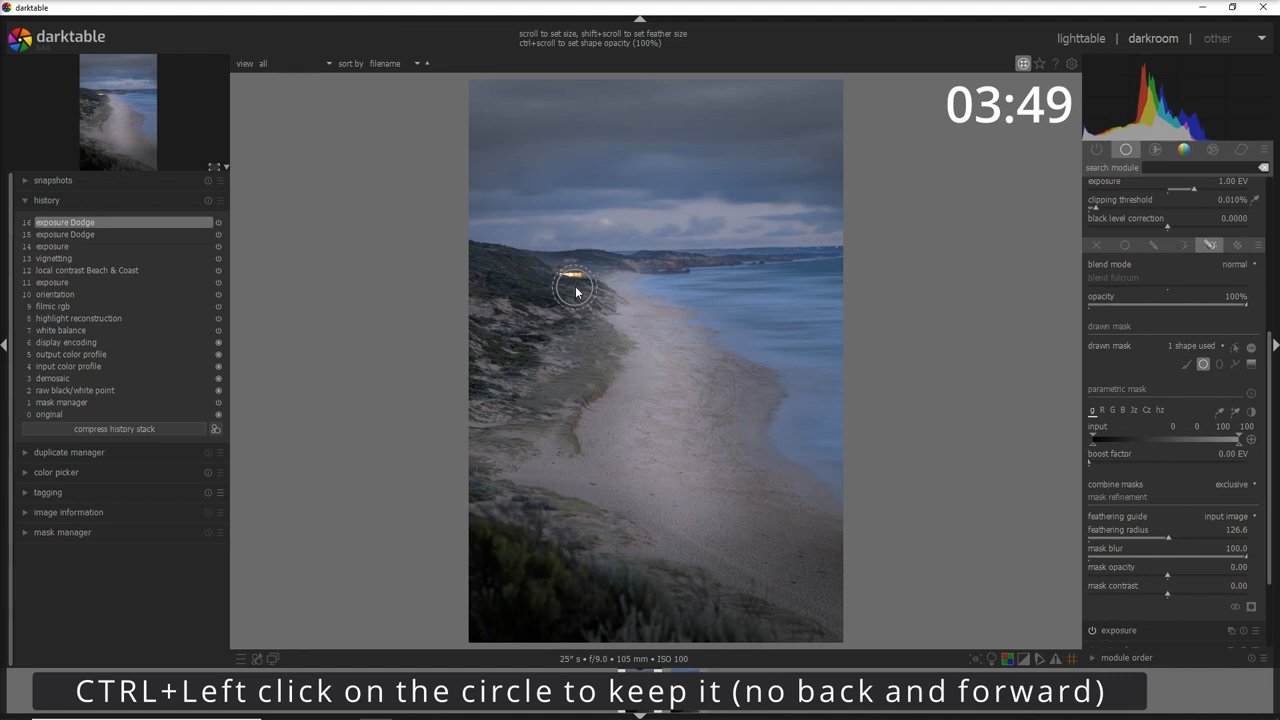 darktable
darktable
3.4.0
scroll to set size, shift+scroll to set feather size
ctrl+scroll to set shape opacity (100%)
lighttable | darkroom | other
view all sort by filename
03:49
search module
snapshots
history
16 exposure Dodge
15 exposure Dodge
14 exposure
13 vignetting
12 local contrast Beach & Coast
11 exposure
10 orientation
9 filmic rgb
8 highlight reconstruction
7 white balance
6 display encoding
5 output color profile
4 input color profile
3 demosaic
2 raw black/white point
1 mask manager
0 original
compress history stack
duplicate manager
color picker
tagging
image information
mask manager
exposure 1.00 EV
clipping threshold 0.010%
black level correction 0.0000
blend mode normal
blend fulcrum
opacity 100%
drawn mask
drawn mask 1 shape used
parametric mask
g R G B Jz Cz hz
input 0 0 100 100
boost factor 0.00 EV
combine masks exclusive
mask refinement
feathering guide input image
feathering radius 126.6
mask blur 100.0
mask opacity 0.00
mask contrast 0.00
exposure
module order
25″ s • f/9.0 • 105 mm • ISO 100
CTRL+Left click on the circle to keep it (no back and forward)